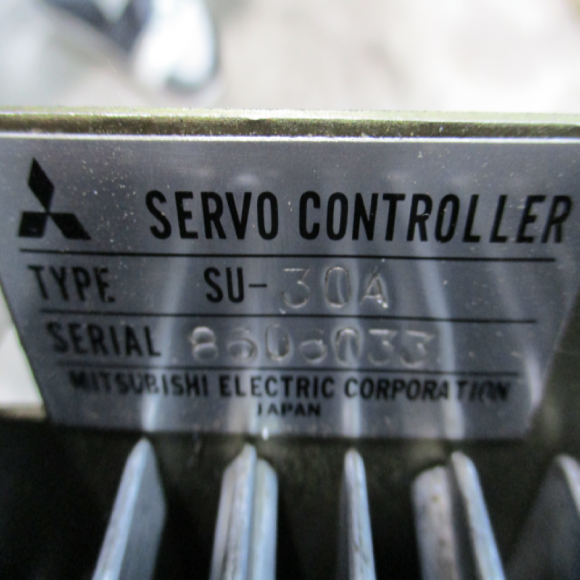 SERVO CONTROLLER
TYPE SU-30A
SERIAL
MITSUBISHI ELECTRIC CORPORATION
JAPAN